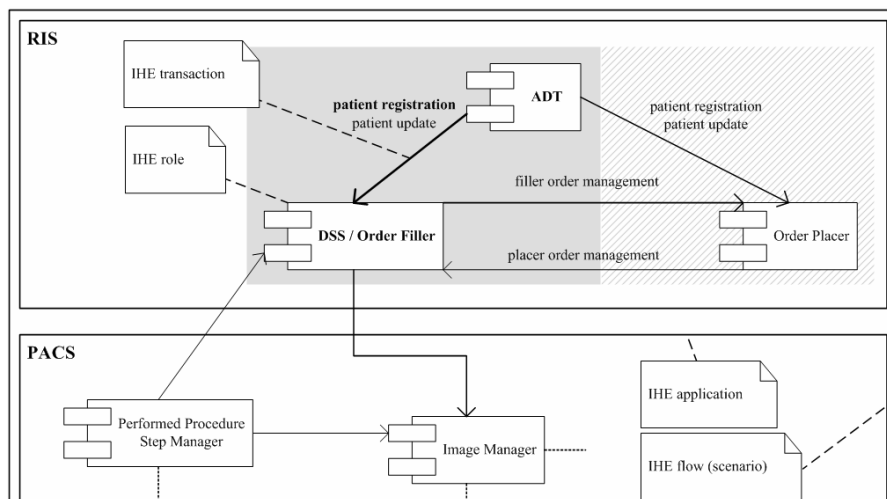 RIS
IHE transaction
ADT
patient registration
patient update
patient registration
patient update
IHE role
filler order management
DSS / Order Filler
Order Placer
placer order management
PACS
IHE application
Performed Procedure
Step Manager
Image Manager
IHE flow (scenario)